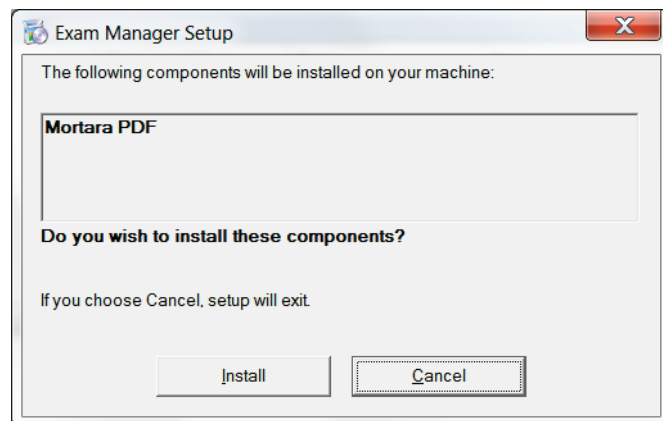 Exam Manager Setup
The following components will be installed on your machine:
Mortara PDF
Do you wish to install these components?
If you choose Cancel, setup will exit.
Install
Cancel